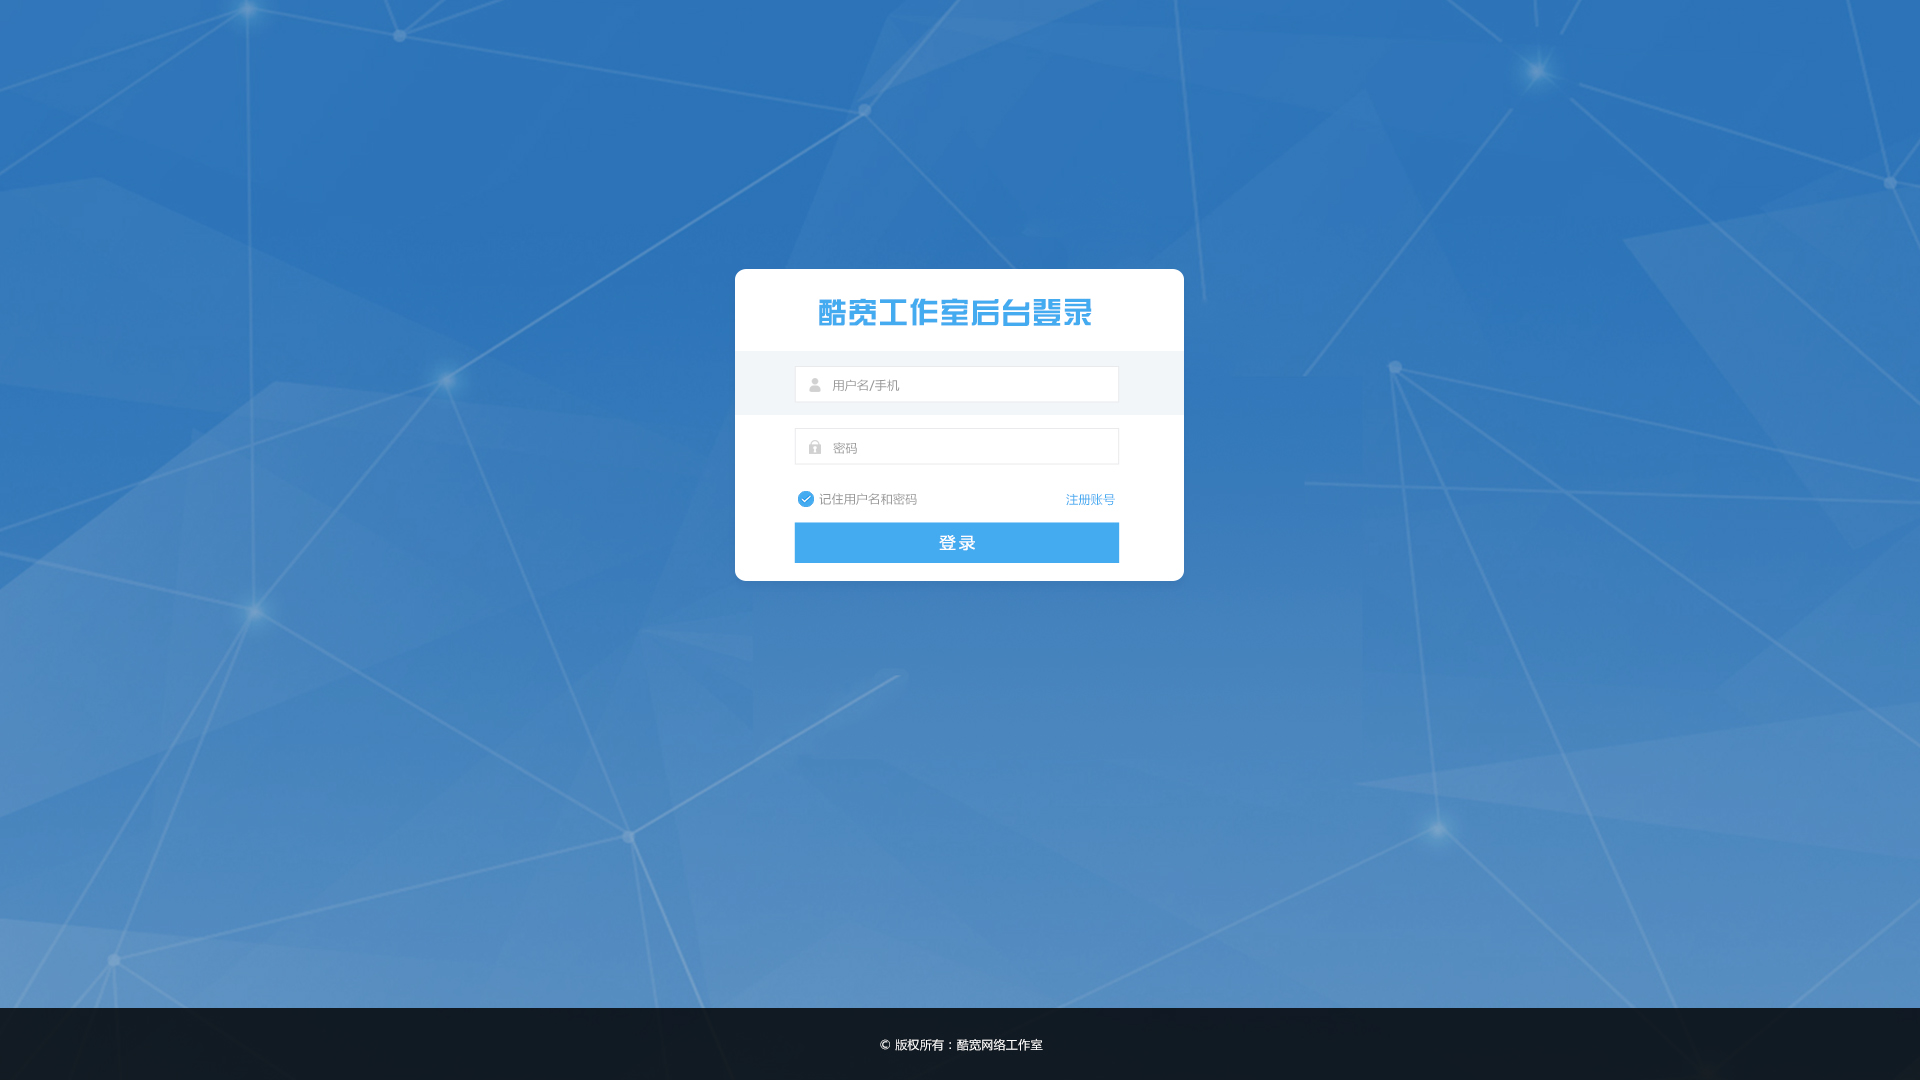 酷宽工作室后台登录
用户名/手机
密码
记住用户名和密码 注册账号
登录
© 版权所有：酷宽网络工作室